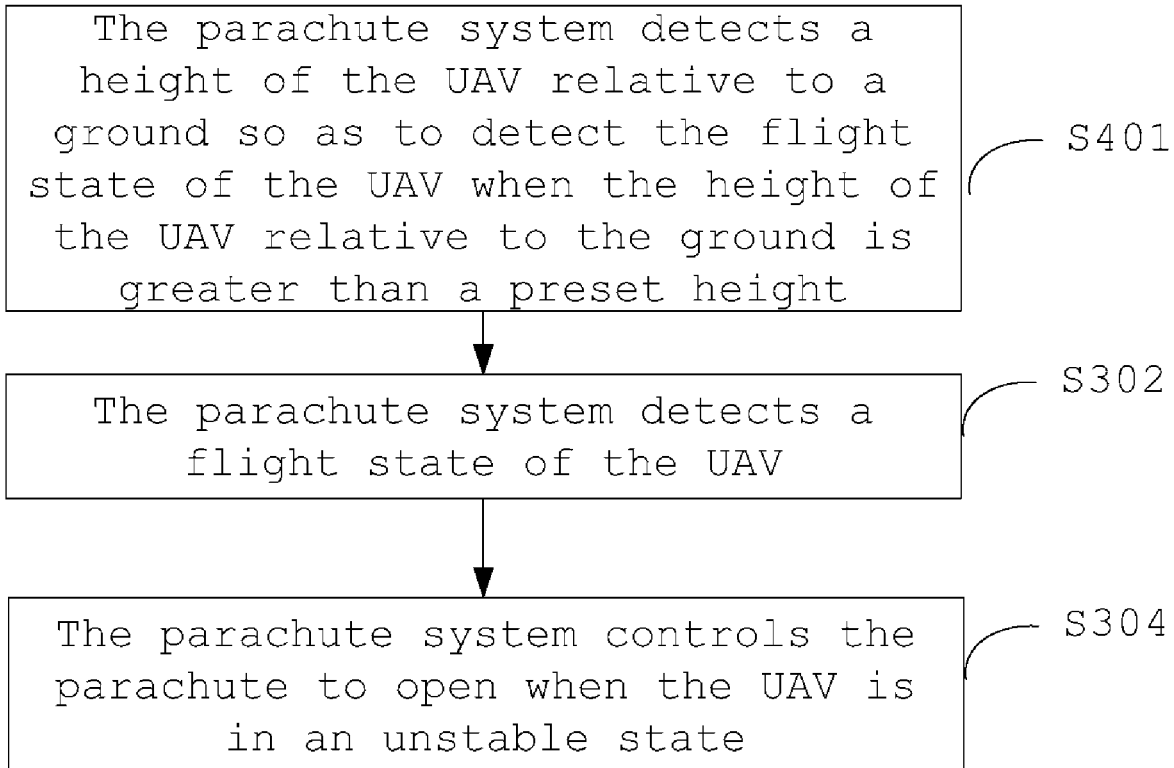 The parachute system detects a
height of the UAV relative to a
ground so as to detect the flight
state of the UAV when the height of
the UAV relative to the ground is
greater than a preset height
S401
The parachute system detects a
flight state of the UAV
S302
The parachute system controls the
parachute to open when the UAV is
in an unstable state
S304